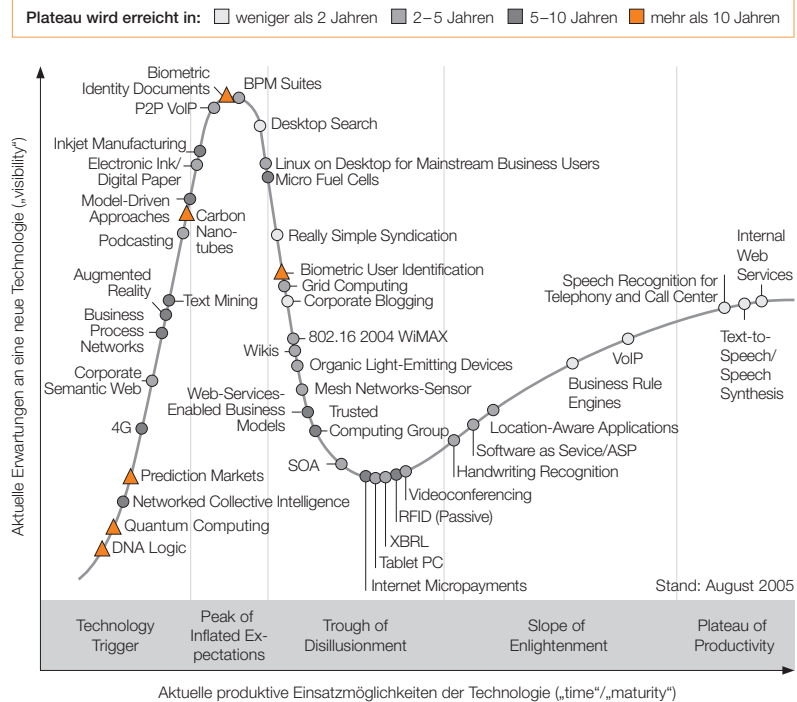 Plateau wird erreicht in: weniger als 2 Jahren 2–5 Jahren 5–10 Jahren mehr als 10 Jahren
Aktuelle Erwartungen an eine neue Technologie („visibility“)
Biometric
Identity Documents
BPM Suites
P2P VoIP
Desktop Search
Inkjet Manufacturing
Electronic Ink/
Digital Paper
Linux on Desktop for Mainstream Business Users
Micro Fuel Cells
Model-Driven
Approaches
Carbon
Nano-
tubes
Podcasting
Really Simple Syndication
Augmented
Reality
Text Mining
Business
Process
Networks
Biometric User Identification
Grid Computing
Corporate Blogging
802.16 2004 WiMAX
Wikis
Organic Light-Emitting Devices
Corporate
Semantic Web
Mesh Networks-Sensor
Web-Services-
Enabled Business
Models
Trusted
Computing Group
4G
SOA
Prediction Markets
Networked Collective Intelligence
Quantum Computing
DNA Logic
Internal
Web
Services
Speech Recognition for
Telephony and Call Center
Text-to-
Speech/
Speech
Synthesis
VoIP
Business Rule
Engines
Location-Aware Applications
Software as Sevice/ASP
Handwriting Recognition
Videoconferencing
RFID (Passive)
XBRL
Tablet PC
Internet Micropayments
Stand: August 2005
Technology
Trigger
Peak of
Inflated Ex-
pectations
Trough of
Disillusionment
Slope of
Enlightenment
Plateau of
Productivity
Aktuelle produktive Einsatzmöglichkeiten der Technologie („time“/„maturity“)